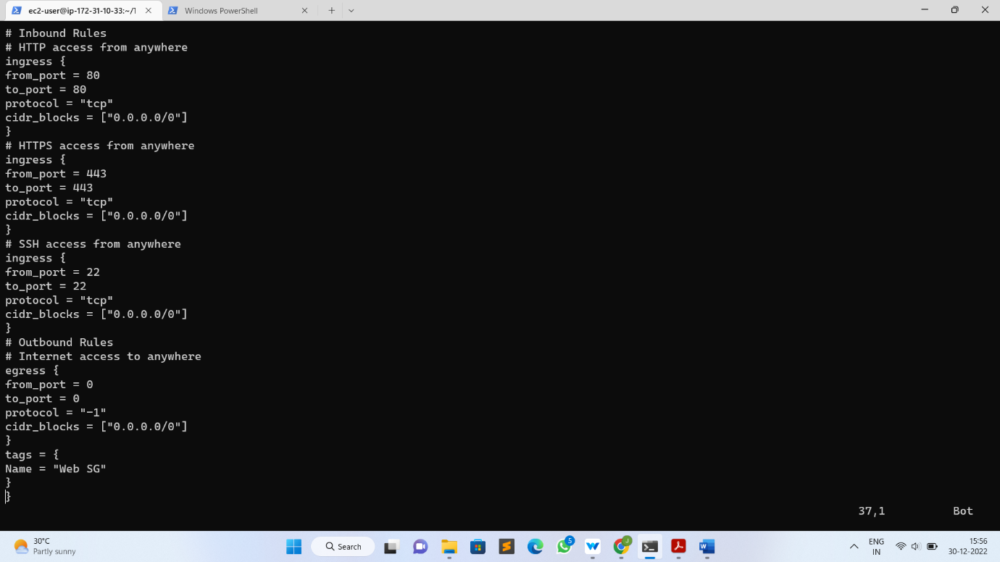 ec2-user@ip-172-31-10-33:~/1
Windows PowerShell
# Inbound Rules
# HTTP access from anywhere
ingress {
from_port = 80
to_port = 80
protocol = "tcp"
cidr_blocks = ["0.0.0.0/0"]
}
# HTTPS access from anywhere
ingress {
from_port = 443
to_port = 443
protocol = "tcp"
cidr_blocks = ["0.0.0.0/0"]
}
# SSH access from anywhere
ingress {
from_port = 22
to_port = 22
protocol = "tcp"
cidr_blocks = ["0.0.0.0/0"]
}
# Outbound Rules
# Internet access to anywhere
egress {
from_port = 0
to_port = 0
protocol = "-1"
cidr_blocks = ["0.0.0.0/0"]
}
tags = {
Name = "Web SG"
}
}
37,1 Bot
30°C
Partly sunny
Search
5
J
ENG
IN
15:56
30-12-2022